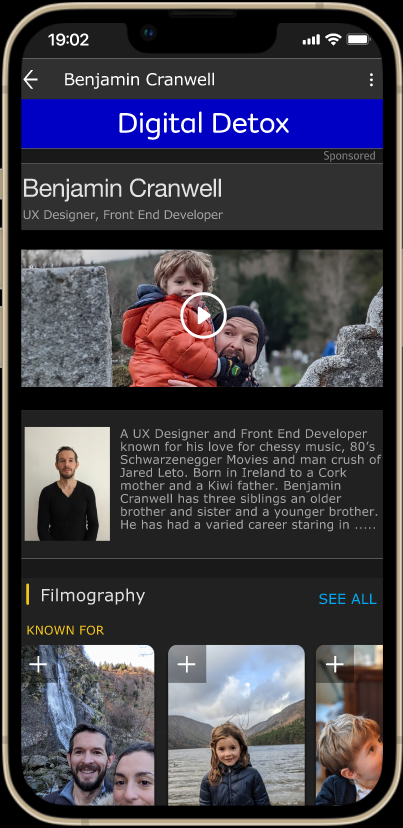 19:02
Benjamin Cranwell
Digital Detox
Sponsored
Benjamin Cranwell
UX Designer, Front End Developer
A UX Designer and Front End Developer
known for his love for chessy music, 80's
Schwarzenegger Movies and man crush of
Jared Leto. Born in Ireland to a Cork
mother and a Kiwi father. Benjamin
Cranwell has three siblings an older
brother and sister and a younger brother.
He has had a varied career staring in .....
Filmography
SEE ALL
KNOWN FOR